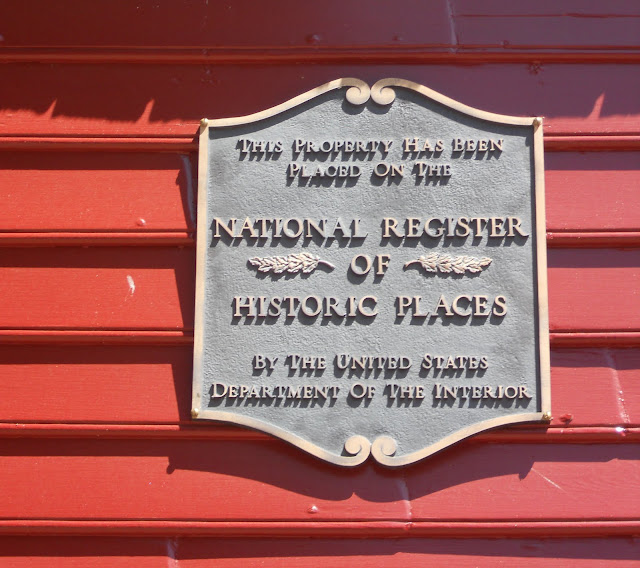 This Property Has Been
Placed On The
NATIONAL REGISTER
OF
HISTORIC PLACES
By The United States
Department Of The Interior